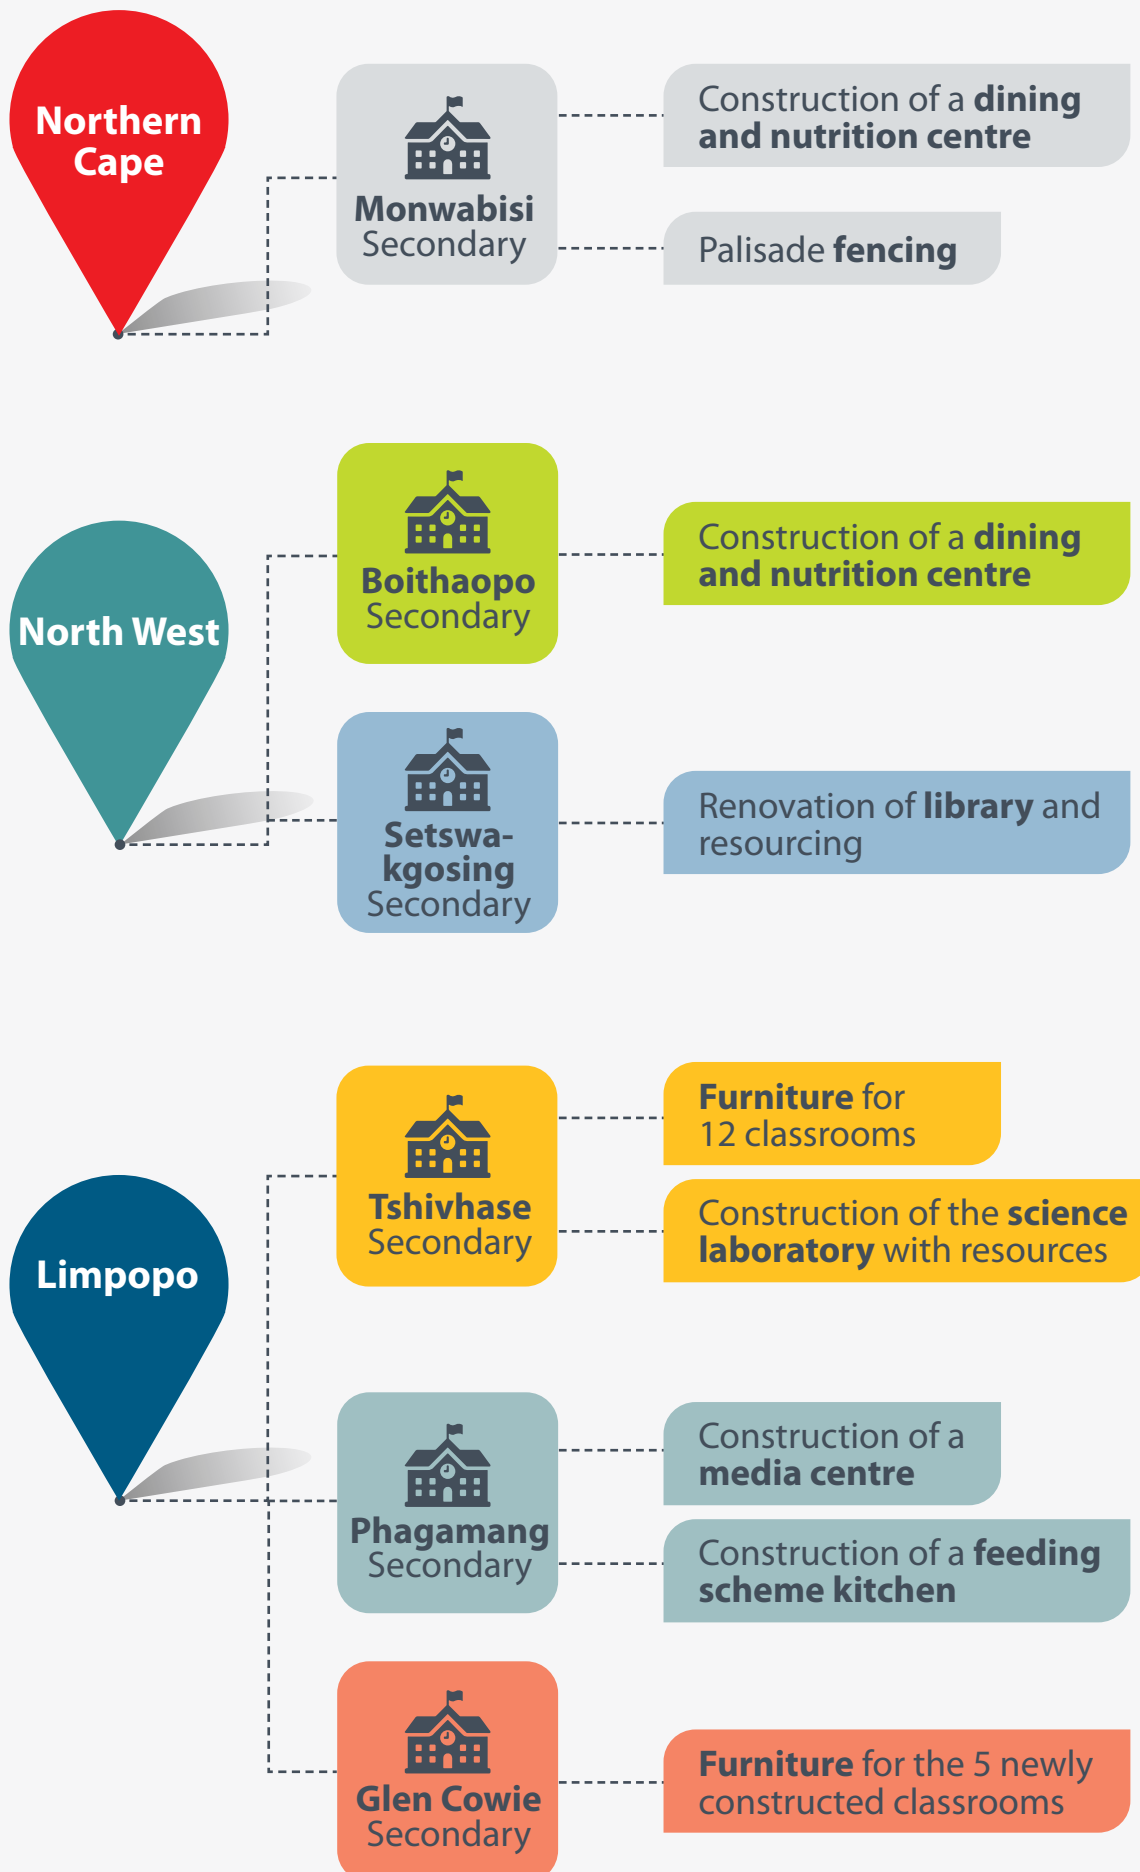 Northern
Cape
Monwabisi
Secondary
Construction of a dining
and nutrition centre
Palisade fencing
North West
Boithaopo
Secondary
Construction of a dining
and nutrition centre
Setswa-
kgosing
Secondary
Renovation of library and
resourcing
Limpopo
Tshivhase
Secondary
Furniture for
12 classrooms
Construction of the science
laboratory with resources
Phagamang
Secondary
Construction of a
media centre
Construction of a feeding
scheme kitchen
Glen Cowie
Secondary
Furniture for the 5 newly
constructed classrooms